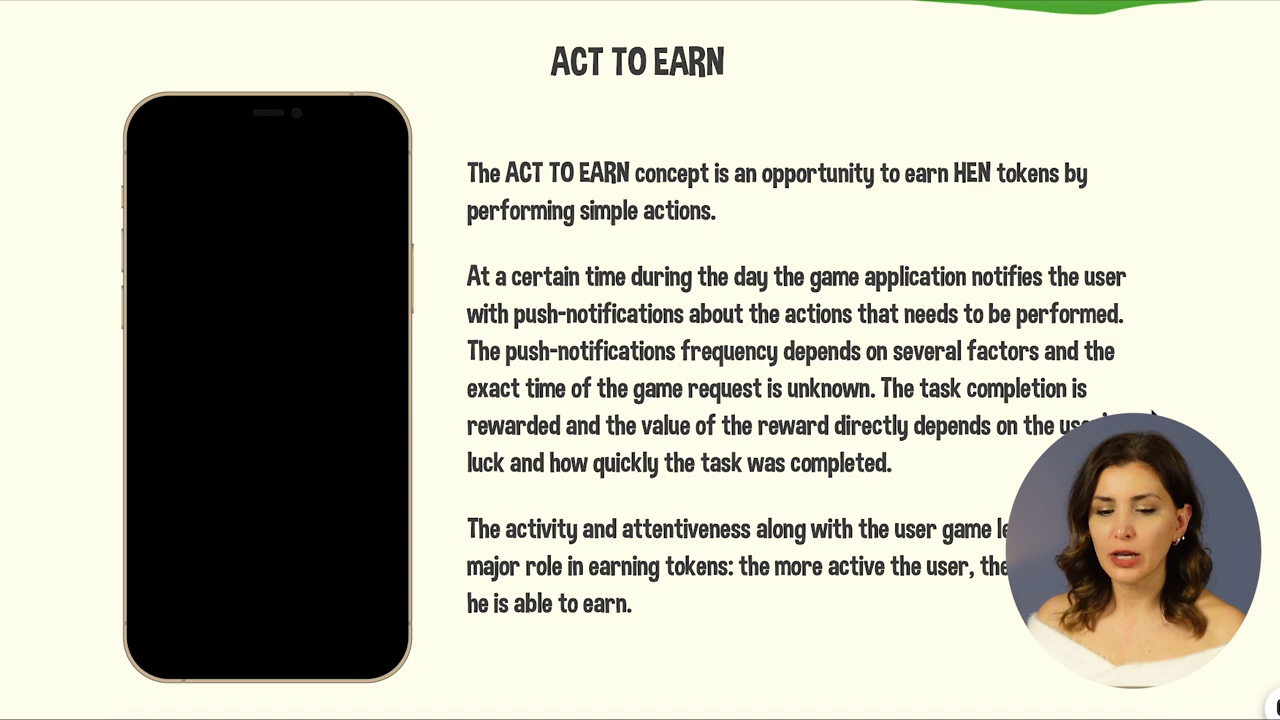 ACT TO EARN
The ACT TO EARN concept is an opportunity to earn HEN tokens by
performing simple actions.
At a certain time during the day the game application notifies the user
with push-notifications about the actions that needs to be performed.
The push-notifications frequency depends on several factors and the
exact time of the game request is unknown. The task completion is
rewarded and the value of the reward directly depends on the
luck and how quickly the task was completed.
The activity and attentiveness along with the user game
major role in earning tokens: the more active the user, the
he is able to earn.